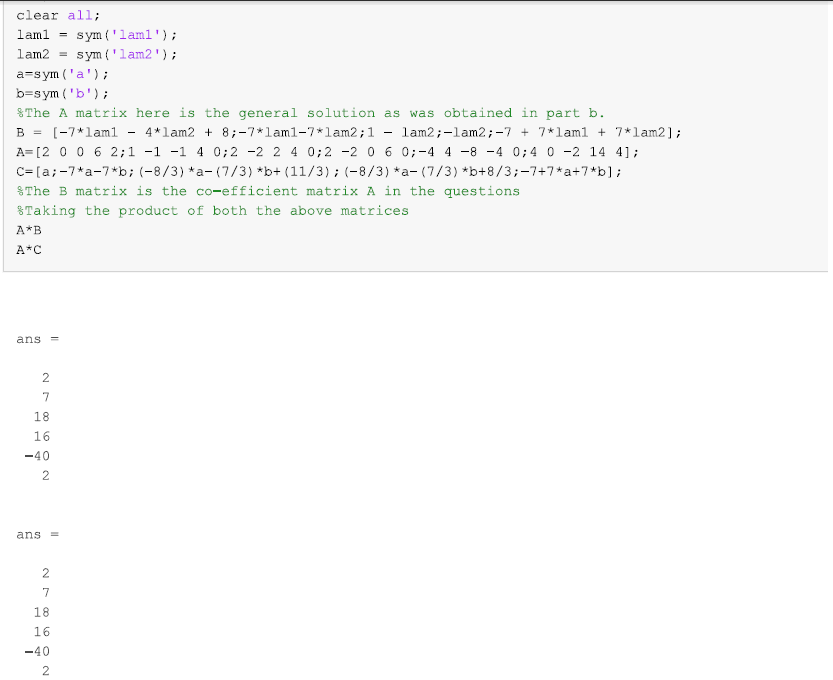 clear all;
lam1 = sym('lam1');
lam2 = sym('lam2');
a=sym('a');
b=sym('b');
%The A matrix here is the general solution as was obtained in part b.
B = [-7*lam1 - 4*lam2 + 8;-7*lam1-7*lam2;1 - lam2;-lam2;-7 + 7*lam1 + 7*lam2];
A=[2 0 0 6 2;1 -1 -1 4 0;2 -2 2 4 0;2 -2 0 6 0;-4 4 -8 -4 0;4 0 -2 14 4];
C=[a;-7*a-7*b;(-8/3)*a-(7/3)*b+(11/3);(-8/3)*a-(7/3)*b+8/3;-7+7*a+7*b];
%The B matrix is the co-efficient matrix A in the questions
%Taking the product of both the above matrices
A*B
A*C
ans =
2
7
18
16
-40
2
ans =
2
7
18
16
-40
2